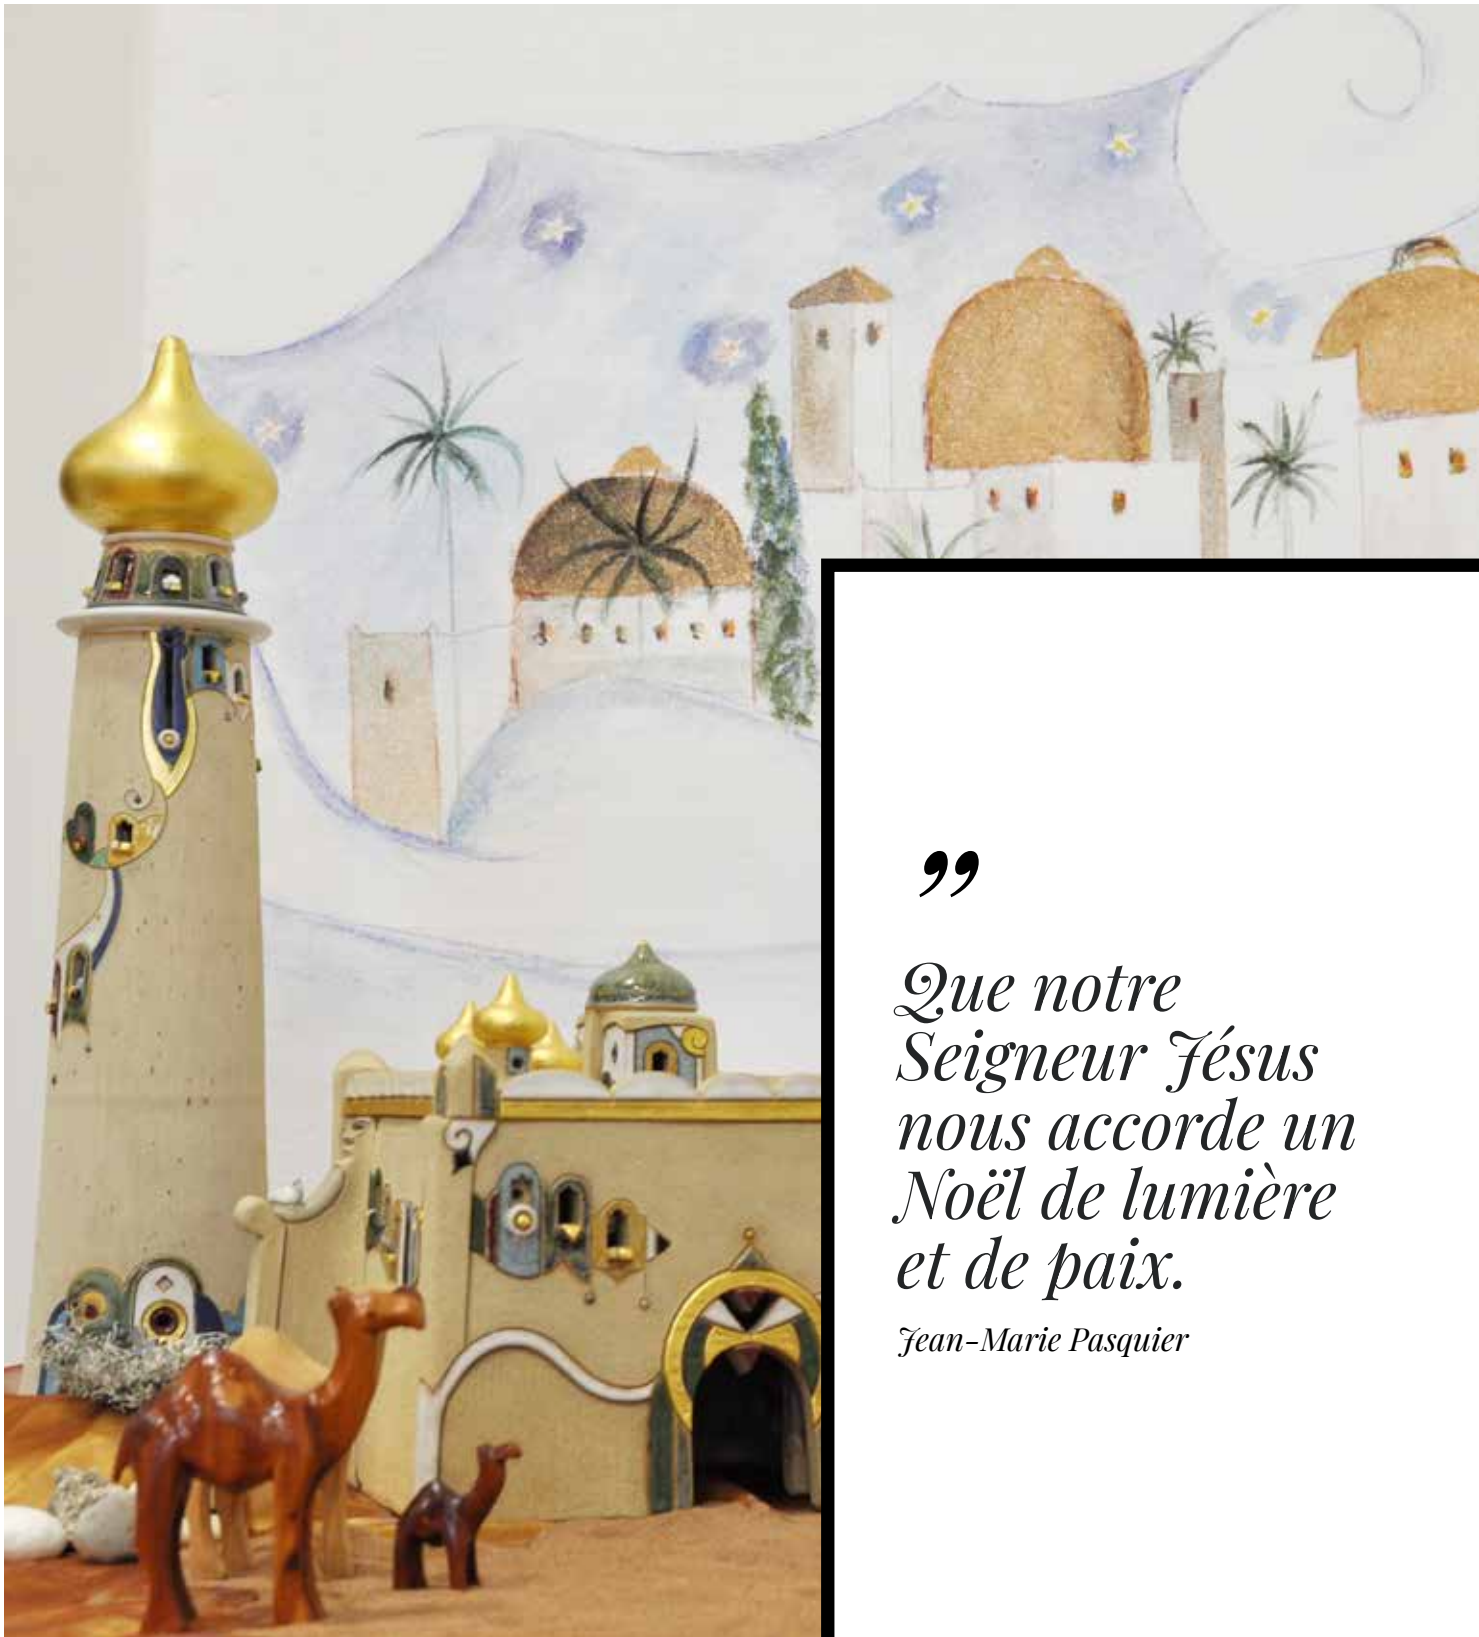 ”
Que notre
Seigneur Jésus
nous accorde un
Noël de lumière
et de paix.
Jean-Marie Pasquier